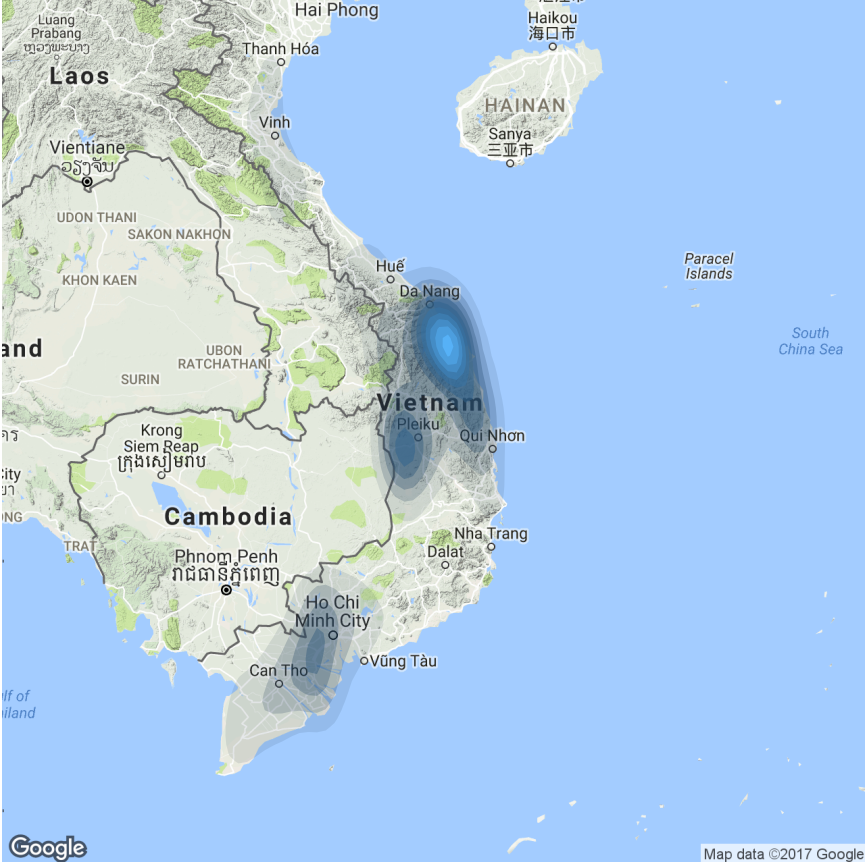 Hai Phong
Haikou
海口市
Luang
Prabang
ຫຼວງພະບາງ
Thanh Hóa
Laos
HAINAN
Vinh
Sanya
三亚市
Vientiane
ວຽງຈັນ
UDON THANI
SAKON NAKHON
Huế
Paracel
Islands
KHON KAEN
Da Nang
South
China Sea
and
UBON
RATCHATHANI
SURIN
Vietnam
Pleiku
Krong
Siem Reap
ក្រុងសៀមរាប
Qui Nhơn
City
Cambodia
Nha Trang
TRAT
Dalat
Phnom Penh
រាជធានីភ្នំពេញ
Ho Chi
Minh City
Can Tho
Vũng Tàu
lf of
ailand
Google
Map data ©2017 Google